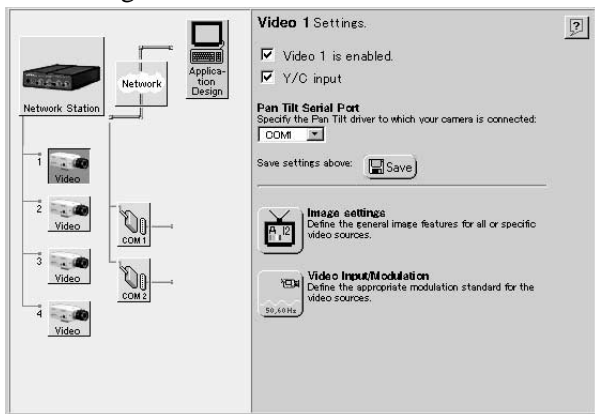 Network Station
Network
Applica-
tion
Design
1
Video
2
Video
3
Video
4
Video
COM 1
COM 2
Video 1 Settings.
?
Video 1 is enabled.
Y/C input
Pan Tilt Serial Port
Specify the Pan Tilt driver to which your camera is connected:
COM1
Save settings above:
Save
Image settings
Define the general image features for all or specific
video sources.
Video Input/Modulation
Define the appropriate modulation standard for the
video sources.
50,60Hz